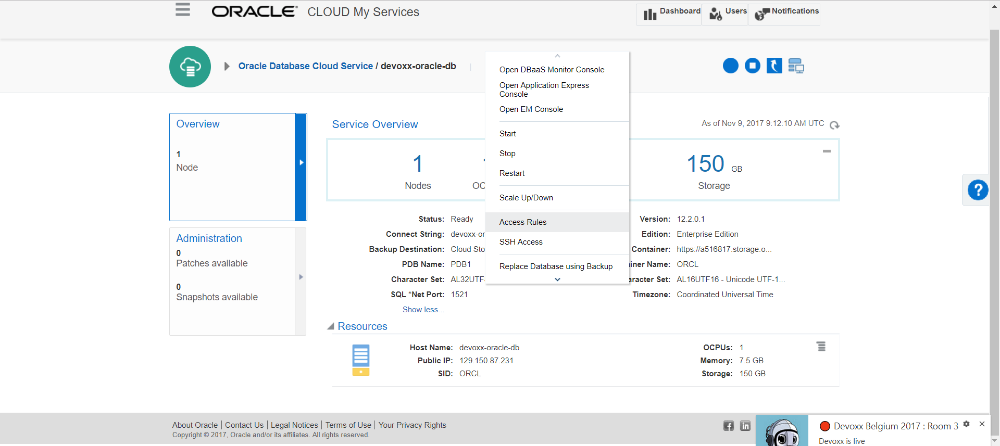 ORACLE CLOUD My Services
Dashboard
Users
Notifications
Oracle Database Cloud Service / devoxx-oracle-db
Open DBaaS Monitor Console
Open Application Express
Console
Open EM Console
Start
Stop
Restart
Scale Up/Down
Access Rules
SSH Access
Replace Database using Backup
Overview
1
Node
Administration
0
Patches available
0
Snapshots available
Service Overview
As of Nov 9, 2017 9:12:10 AM UTC
1
Nodes
OC
150 GB
Storage
Status: Ready
Connect String: devoxx-or
Backup Destination: Cloud Sto
PDB Name: PDB1
Character Set: AL32UTF
SQL *Net Port: 1521
Show less...
Version: 12.2.0.1
Edition: Enterprise Edition
Container: https://a516817.storage.o...
iner Name: ORCL
aracter Set: AL16UTF16 - Unicode UTF-1...
Timezone: Coordinated Universal Time
?
Resources
Host Name: devoxx-oracle-db
Public IP: 129.150.87.231
SID: ORCL
OCPUs: 1
Memory: 7.5 GB
Storage: 150 GB
About Oracle | Contact Us | Legal Notices | Terms of Use | Your Privacy Rights
Copyright © 2017, Oracle and/or its affiliates. All rights reserved.
f in
Devoxx Belgium 2017 : Room 3
Devoxx is live